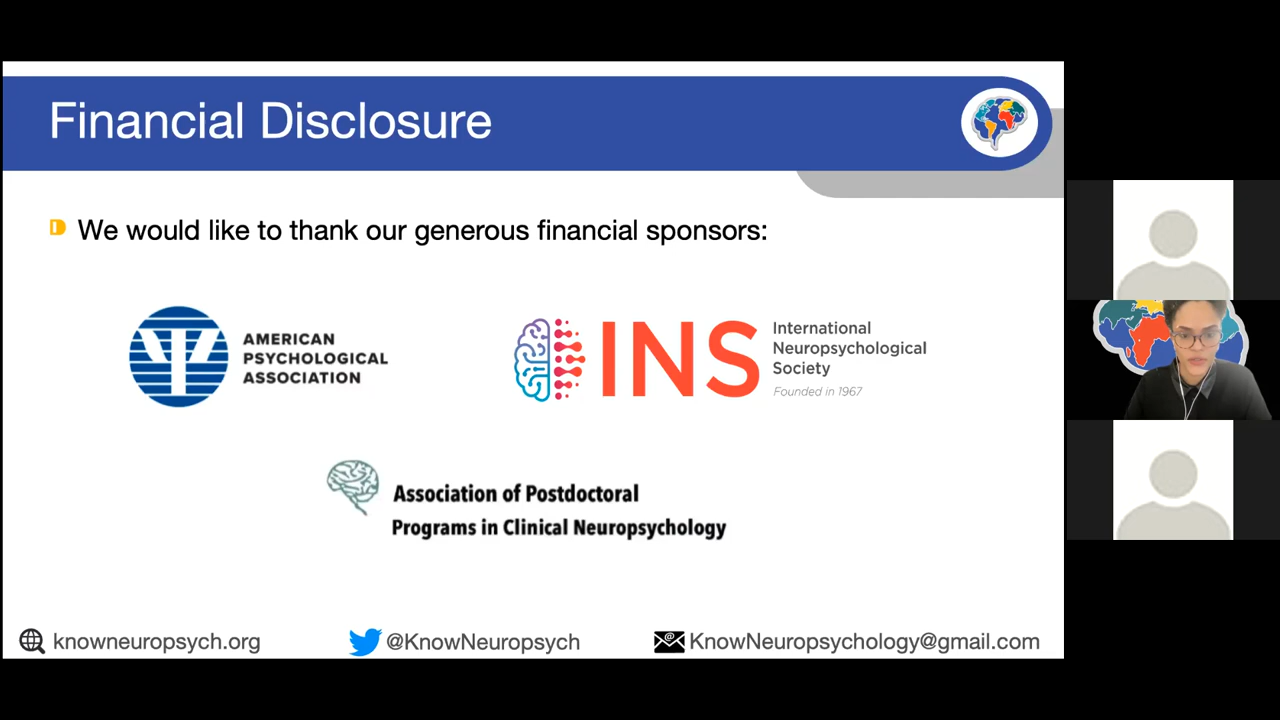 Financial Disclosure
We would like to thank our generous financial sponsors:
AMERICAN
PSYCHOLOGICAL
ASSOCIATION
INS
International
Neuropsychological
Society
Founded in 1967
Association of Postdoctoral
Programs in Clinical Neuropsychology
knowneuropsych.org
@KnowNeuropsych
KnowNeuropsychology@gmail.com